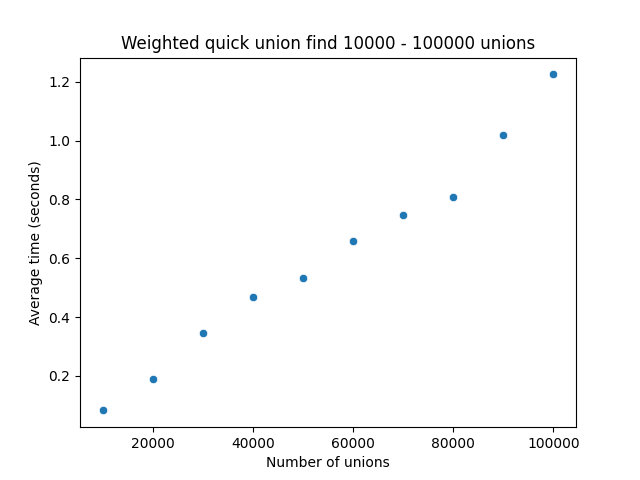 Weighted quick union find 10000 - 100000 unions
1.2
1.0
0.8
0.6
0.4
0.2
Average time (seconds)
20000 40000 60000 80000 100000
Number of unions